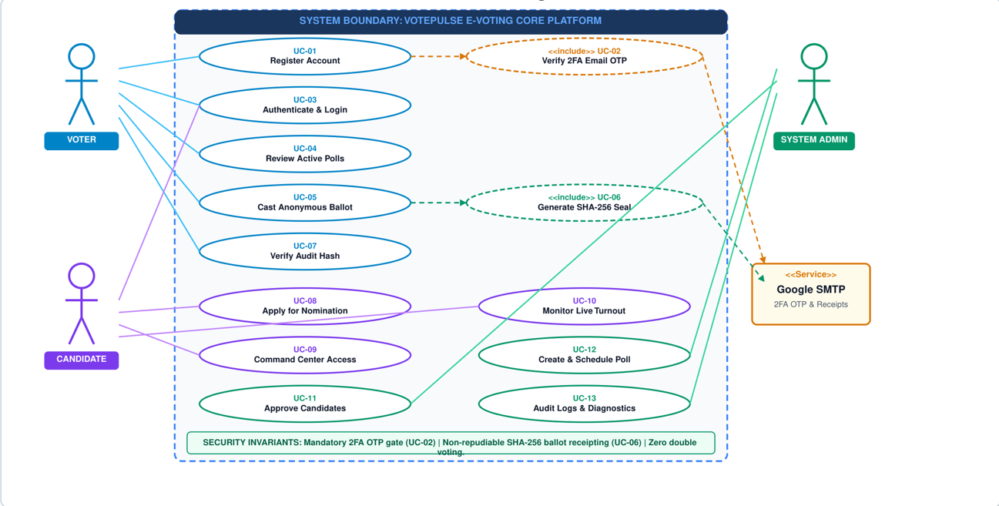 SYSTEM BOUNDARY: VOTEPULSE E-VOTING CORE PLATFORM
UC-01
Register Account
<<include>> UC-02
Verify 2FA Email OTP
UC-03
Authenticate & Login
VOTER
SYSTEM ADMIN
UC-04
Review Active Polls
UC-05
Cast Anonymous Ballot
<<include>> UC-06
Generate SHA-256 Seal
UC-07
Verify Audit Hash
<<Service>>
Google SMTP
2FA OTP & Receipts
UC-08
Apply for Nomination
UC-10
Monitor Live Turnout
CANDIDATE
UC-09
Command Center Access
UC-12
Create & Schedule Poll
UC-11
Approve Candidates
UC-13
Audit Logs & Diagnostics
SECURITY INVARIANTS: Mandatory 2FA OTP gate (UC-02) | Non-repudiable SHA-256 ballot receipting (UC-06) | Zero double
voting.